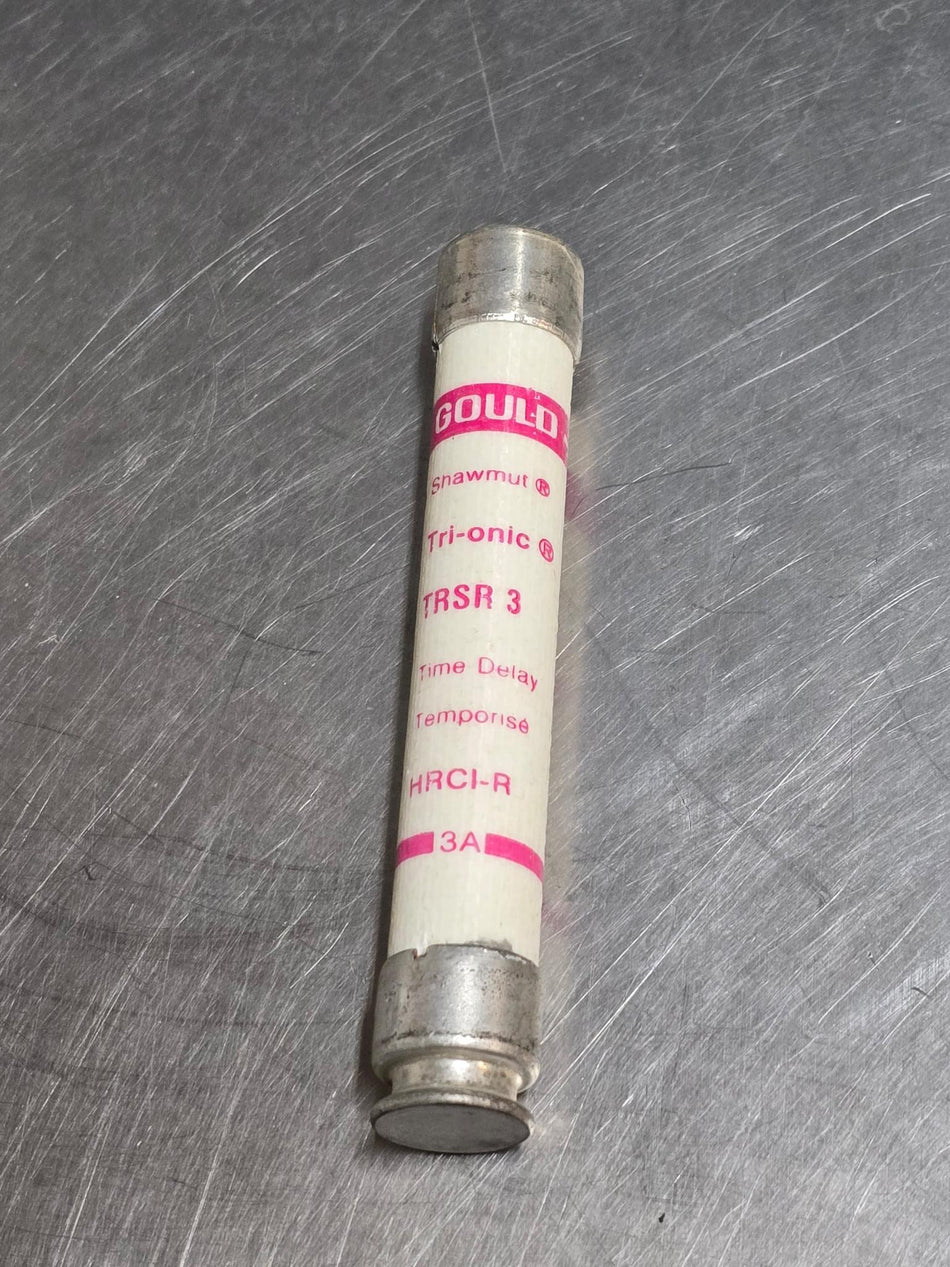 GOULD
Shawmut ®
Tri-onic ®
TRSR 3
Time Delay
Temporisé
HRCI-R
3A